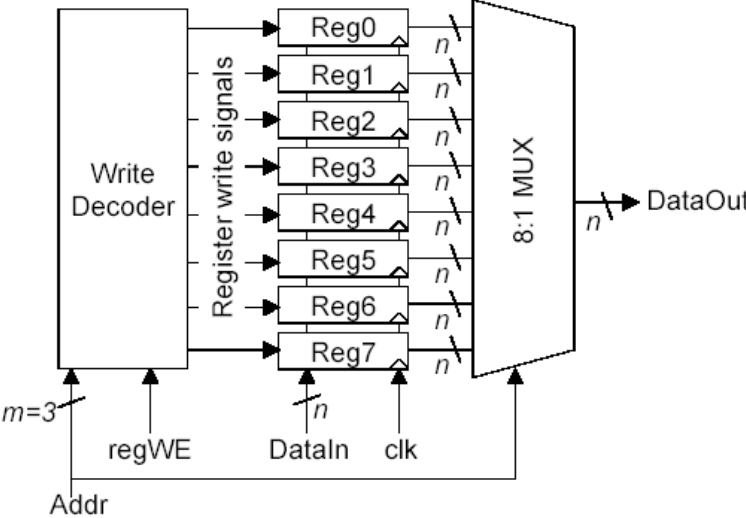 Write
Decoder
Register write signals
Reg0
Reg1
Reg2
Reg3
Reg4
Reg5
Reg6
Reg7
n
n
n
n
n
n
n
n
8:1 MUX
n
DataOut
m=3
regWE
n
DataIn
clk
Addr